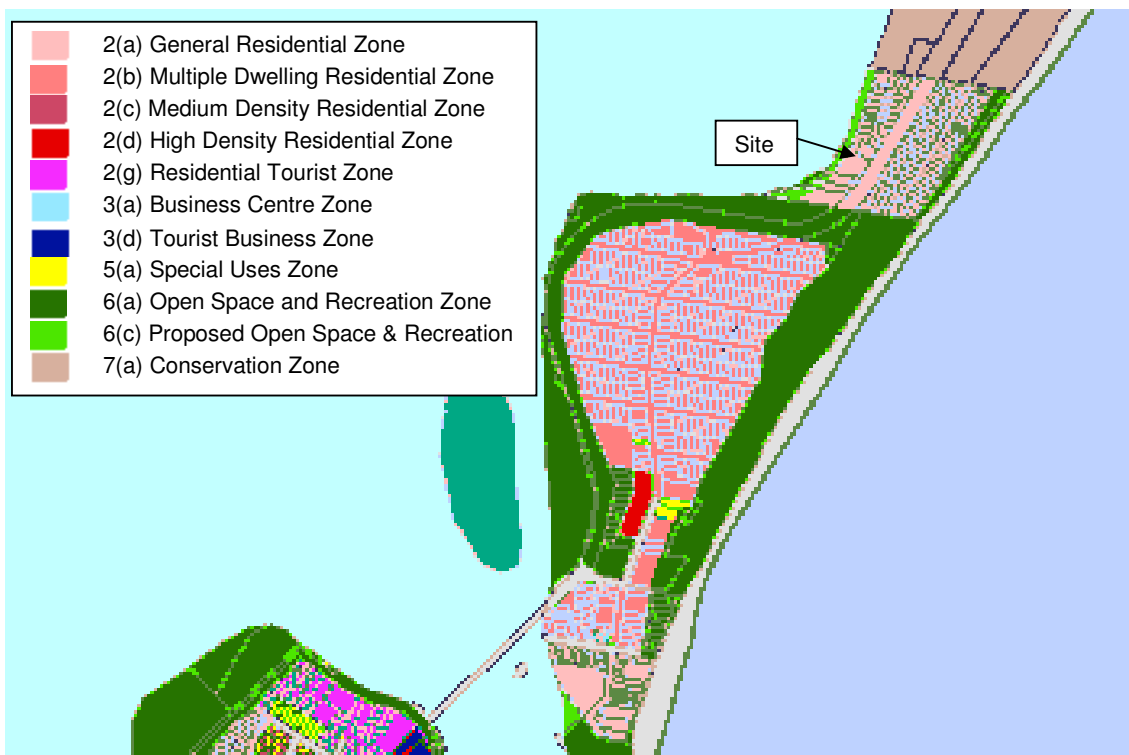 2(a) General Residential Zone
2(b) Multiple Dwelling Residential Zone
2(c) Medium Density Residential Zone
2(d) High Density Residential Zone
2(g) Residential Tourist Zone
3(a) Business Centre Zone
3(d) Tourist Business Zone
5(a) Special Uses Zone
6(a) Open Space and Recreation Zone
6(c) Proposed Open Space & Recreation
7(a) Conservation Zone
Site